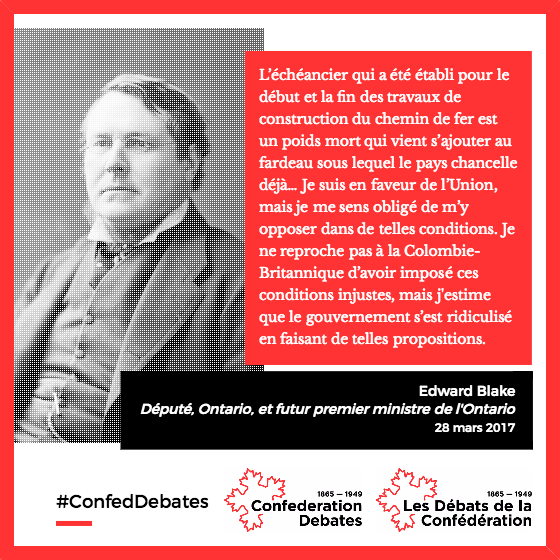 L’échéancier qui a été établi pour le
début et la fin des travaux de
construction du chemin de fer est
un poids mort qui vient s’ajouter au
fardeau sous lequel le pays chancelle
déjà... Je suis en faveur de l’Union,
mais je me sens obligé de m’y
opposer dans de telles conditions. Je
ne reproche pas à la Colombie-
Britannique d’avoir imposé ces
conditions injustes, mais j'estime
que le gouvernement s’est ridiculisé
en faisant de telles propositions.
Edward Blake
Député, Ontario, et futur premier ministre de l'Ontario
28 mars 2017
#ConfedDebates
1865 – 1949
Confederation
Debates
1865 – 1949
Les Débats de la
Confédération